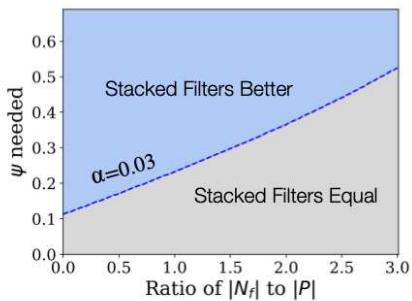 0.6
0.5
0.4
0.3
0.2
0.1
0.0
ψ needed
Stacked Filters Better
α=0.03
Stacked Filters Equal
0.0 0.5 1.0 1.5 2.0 2.5 3.0
Ratio of |N_f| to |P|